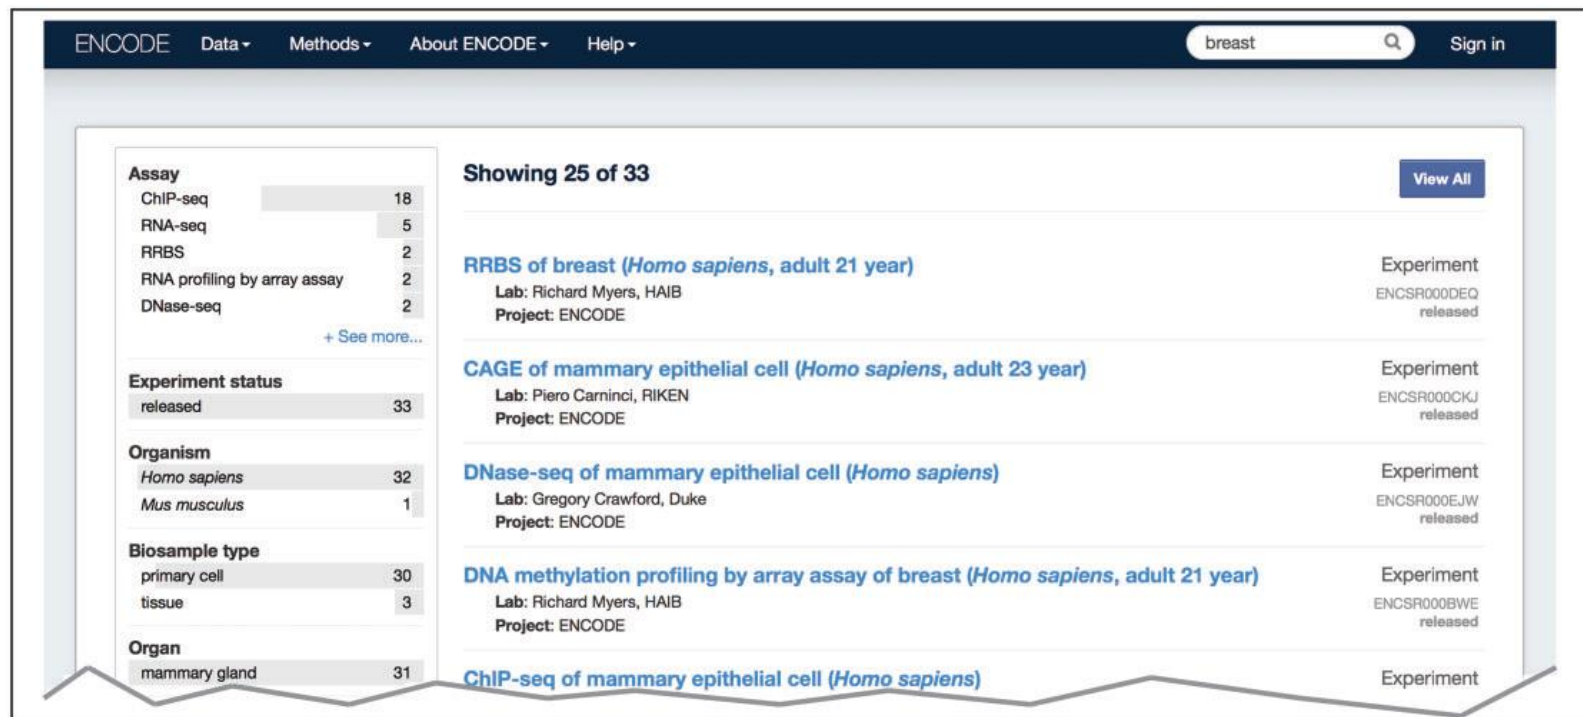 ENCODE Data Methods About ENCODE Help breast Sign in
Assay
ChIP-seq 18
RNA-seq 5
RRBS 2
RNA profiling by array assay 2
DNase-seq 2
+ See more...
Experiment status
released 33
Organism
Homo sapiens 32
Mus musculus 1
Biosample type
primary cell 30
tissue 3
Organ
mammary gland 31
Showing 25 of 33 View All
RRBS of breast (Homo sapiens, adult 21 year) Experiment
Lab: Richard Myers, HAIB ENCSR000DEQ
Project: ENCODE released
CAGE of mammary epithelial cell (Homo sapiens, adult 23 year) Experiment
Lab: Piero Carninci, RIKEN ENCSR000CKJ
Project: ENCODE released
DNase-seq of mammary epithelial cell (Homo sapiens) Experiment
Lab: Gregory Crawford, Duke ENCSR000EJW
Project: ENCODE released
DNA methylation profiling by array assay of breast (Homo sapiens, adult 21 year) Experiment
Lab: Richard Myers, HAIB ENCSR000BWE
Project: ENCODE released
ChIP-seq of mammary epithelial cell (Homo sapiens) Experiment